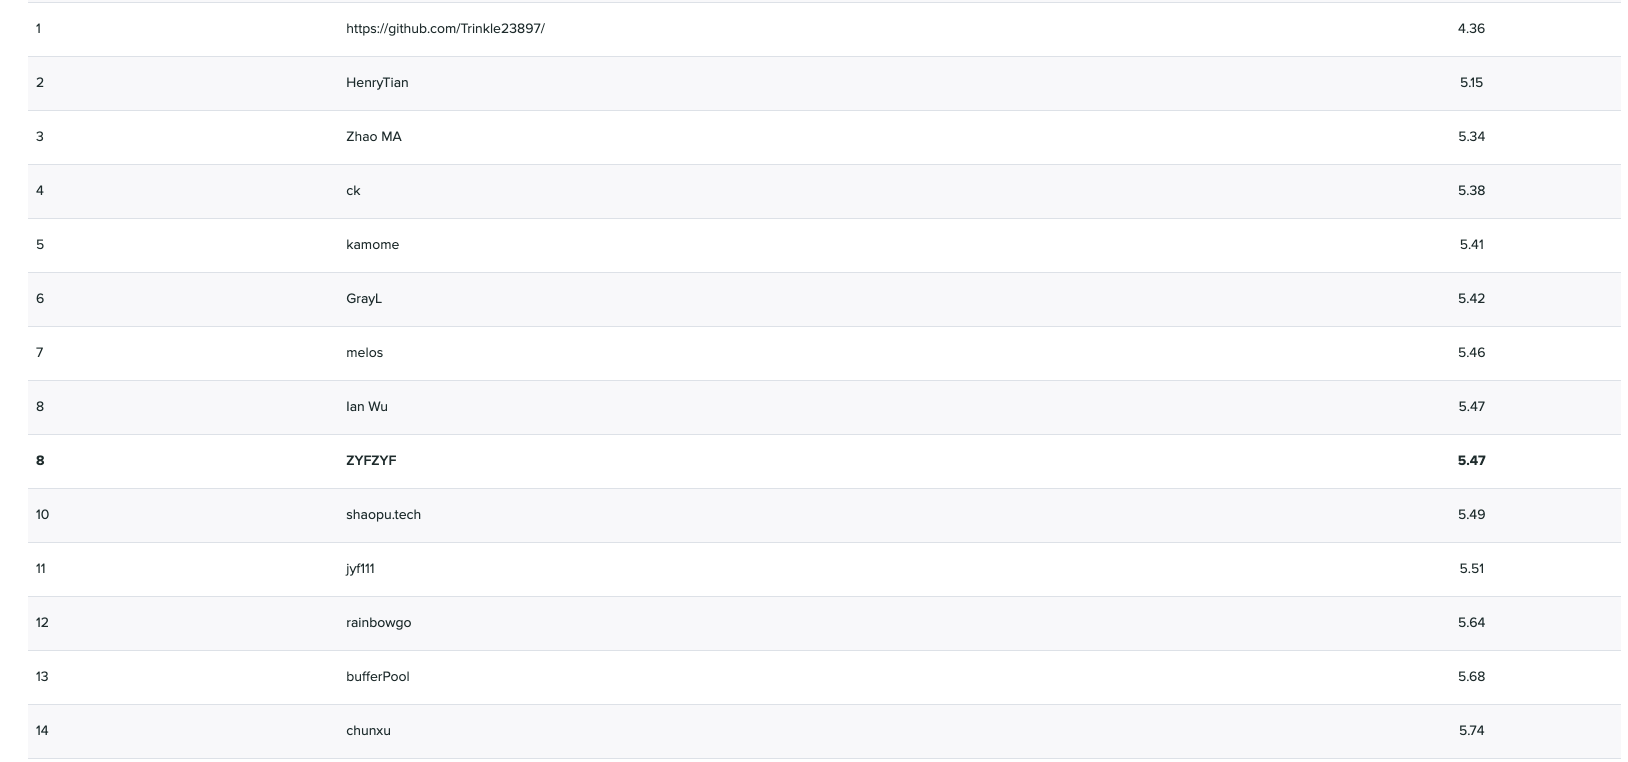 1 https://github.com/Trinkle23897/ 4.36
2 HenryTian 5.15
3 Zhao MA 5.34
4 ck 5.38
5 kamome 5.41
6 GrayL 5.42
7 melos 5.46
8 Ian Wu 5.47
8 ZYFZYF 5.47
10 shaopu.tech 5.49
11 jyf111 5.51
12 rainbowgo 5.64
13 bufferPool 5.68
14 chunxu 5.74